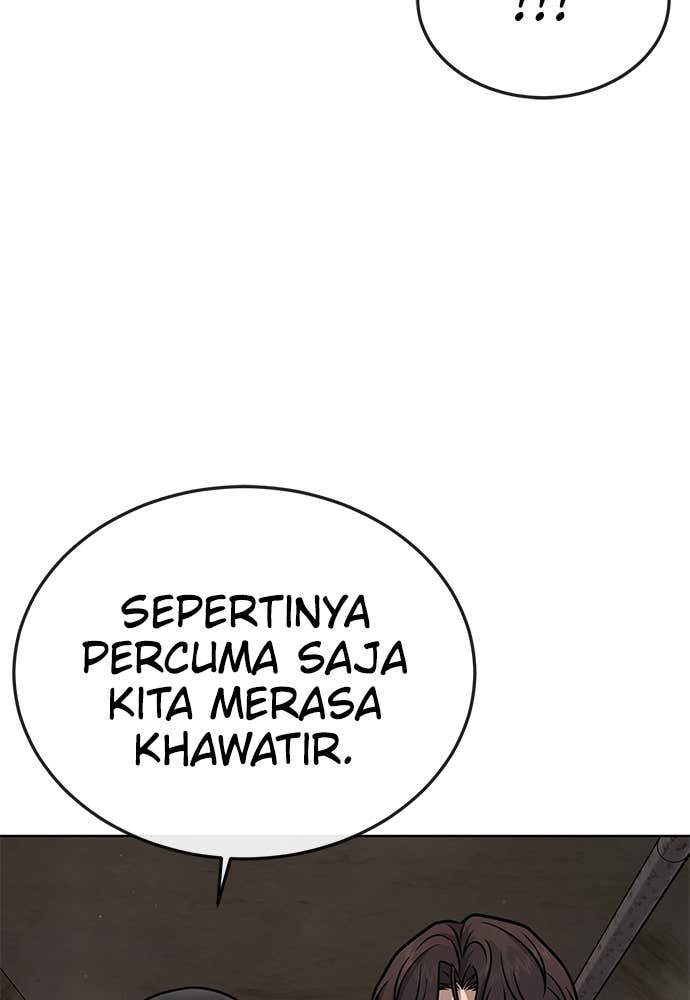 !!!
SEPERTINYA
PERCUMA SAJA
KITA MERASA
KHAWATIR.